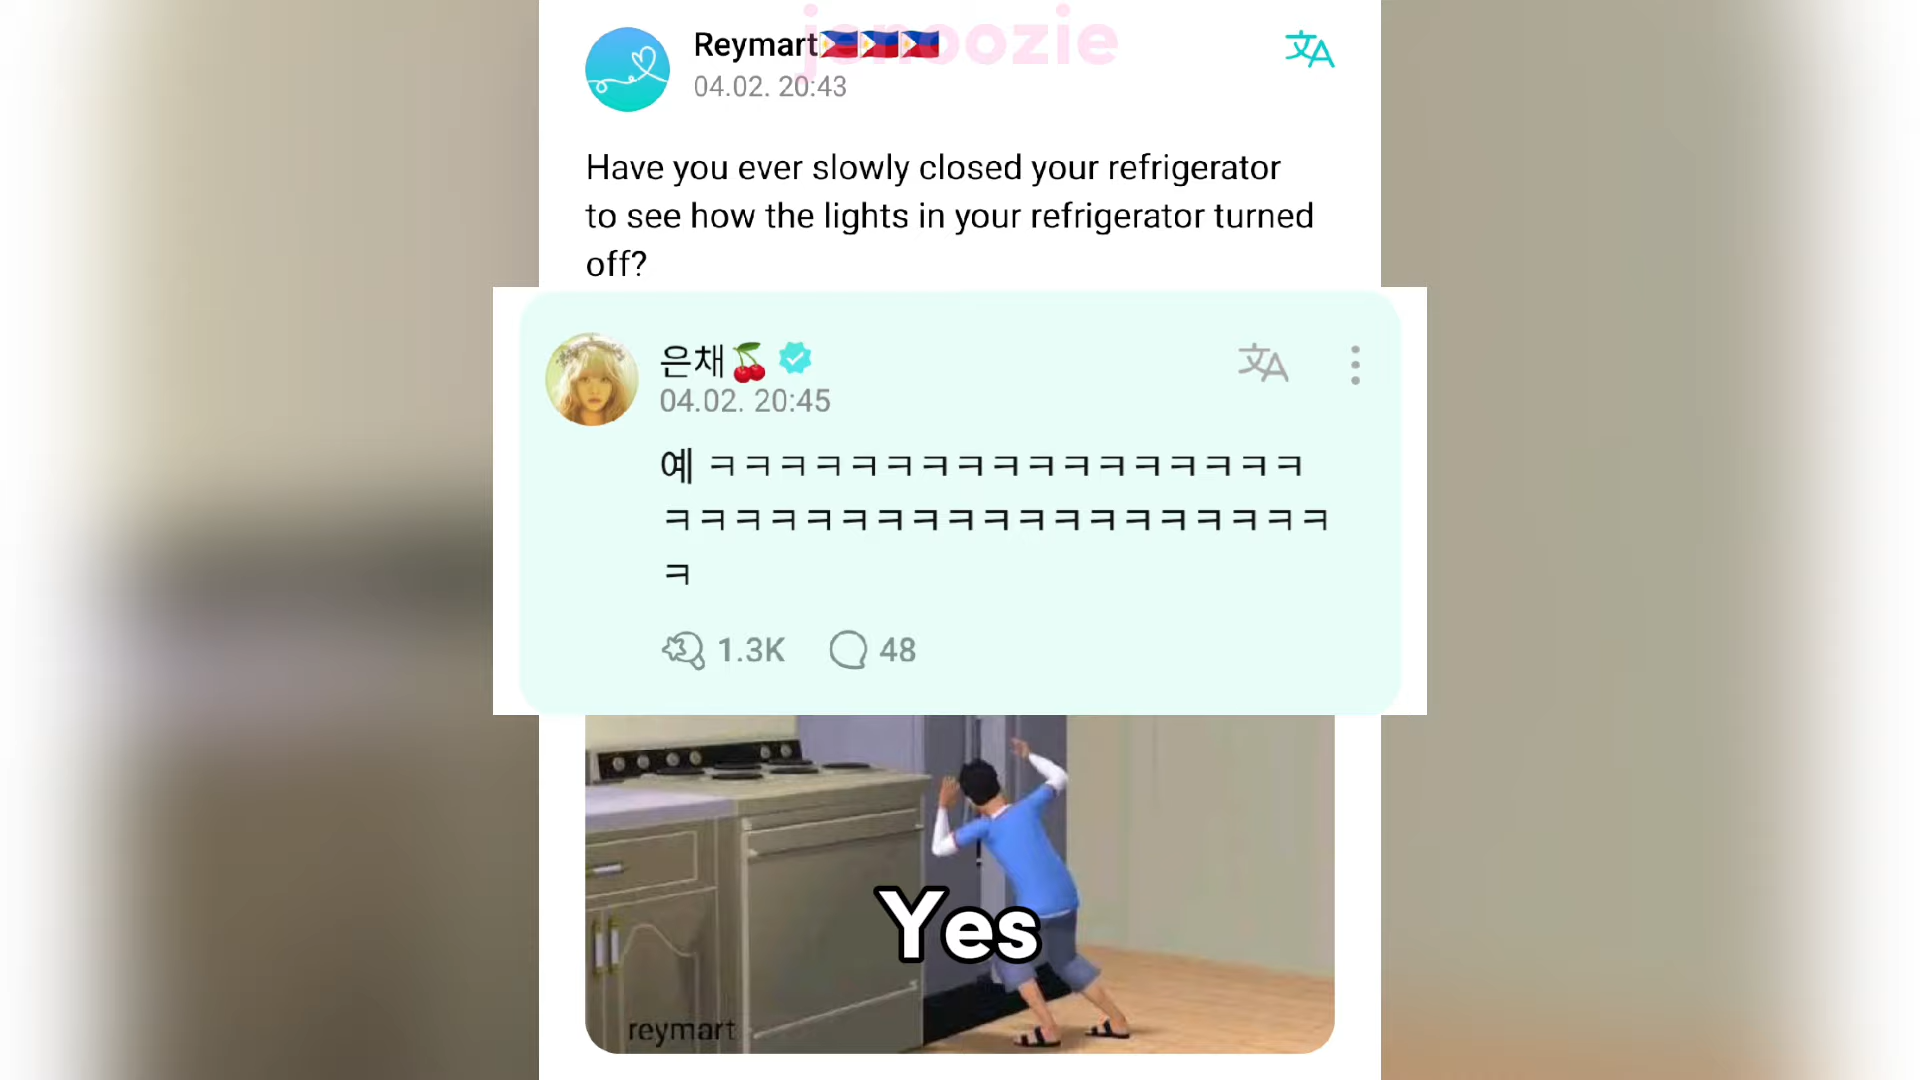 jenoozie
Reymart🇵🇭🇵🇭🇵🇭
04.02. 20:43
Have you ever slowly closed your refrigerator
to see how the lights in your refrigerator turned
off?
은채🍒
04.02. 20:45
예 ㅋㅋㅋㅋㅋㅋㅋㅋㅋㅋㅋㅋㅋㅋㅋㅋㅋ
ㅋㅋㅋㅋㅋㅋㅋㅋㅋㅋㅋㅋㅋㅋㅋㅋㅋㅋㅋ
ㅋ
1.3K 48
Yes
reymart